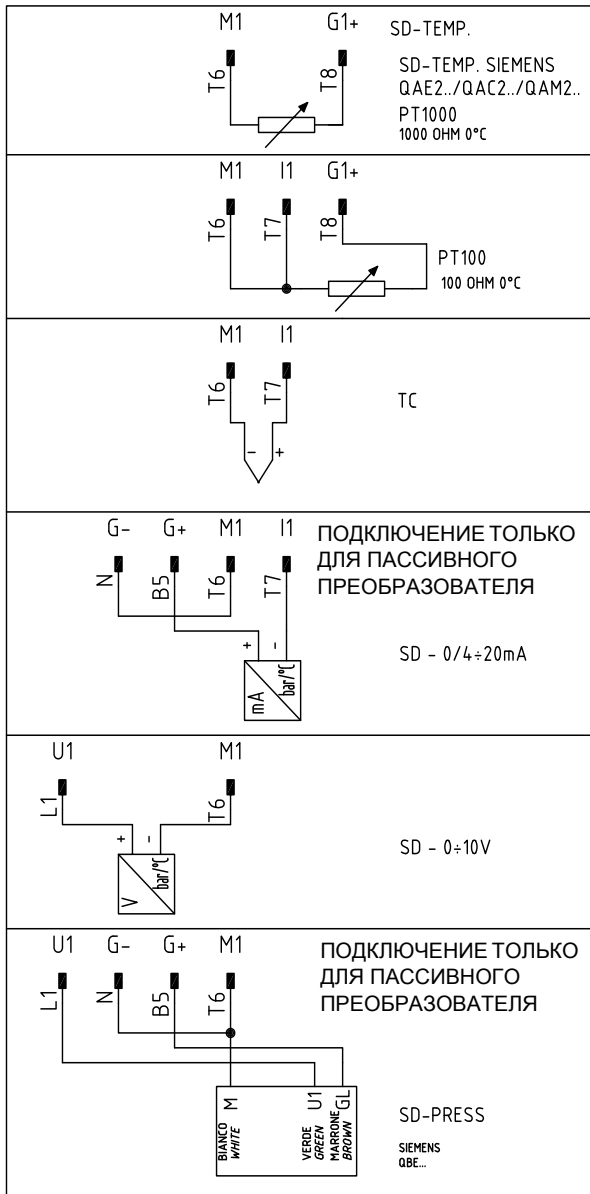 M1 G1+
SD-TEMP.
T6 T8
SD-TEMP. SIEMENS
QAE2../QAC2../QAM2..
PT1000
1000 OHM 0°C
M1 I1 G1+
T6 T7 T8
PT100
100 OHM 0°C
M1 I1
T6 T7
TC
- +
G- G+ M1 I1
ПОДКЛЮЧЕНИЕ ТОЛЬКО
ДЛЯ ПАССИВНОГО
ПРЕОБРАЗОВАТЕЛЯ
N B5 T6 T7
+ -
SD - 0/4÷20mA
mA bar/°C
U1 M1
L1 T6
+ -
SD - 0÷10V
V bar/°C
U1 G- G+ M1
ПОДКЛЮЧЕНИЕ ТОЛЬКО
ДЛЯ ПАССИВНОГО
ПРЕОБРАЗОВАТЕЛЯ
L1 N B5 T6
M U1 GL
BIANCO VERDE MARRONE
WHITE GREEN BROWN
SD-PRESS
SIEMENS
QBE...